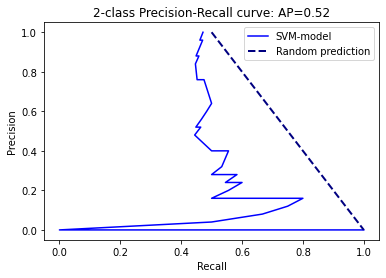 2-class Precision-Recall curve: AP=0.52
SVM-model
Random prediction
Precision
1.0
0.8
0.6
0.4
0.2
0.0
0.0 0.2 0.4 0.6 0.8 1.0
Recall